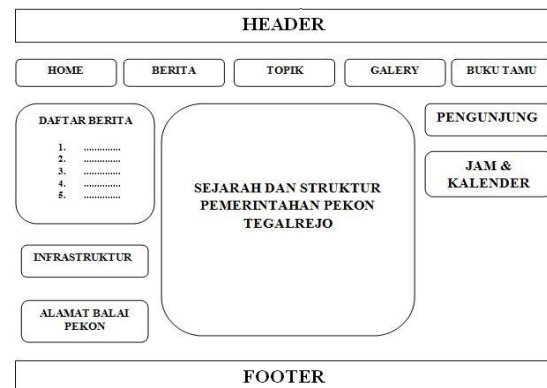 HEADER
HOME
BERITA
TOPIK
GALERY
BUKU TAMU
DAFTAR BERITA
1. ..............
2. ..............
3. ..............
4. ..............
5. ..............
INFRASTRUKTUR
ALAMAT BALAI
PEKON
SEJARAH DAN STRUKTUR
PEMERINTAHAN PEKON
TEGALREJO
PENGUNJUNG
JAM &
KALENDER
FOOTER